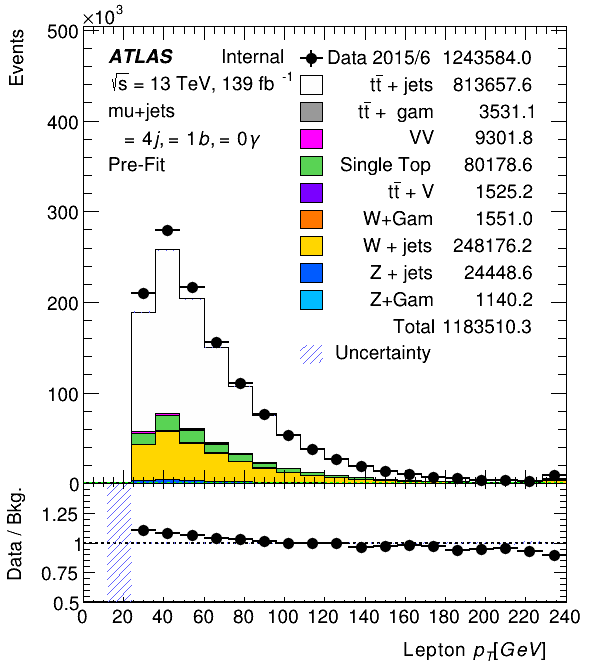 ×10³
Events
500
400
300
200
100
0
ATLAS Internal
√s = 13 TeV, 139 fb⁻¹
mu+jets
= 4j, = 1b, = 0γ
Pre-Fit
Data 2015/6 1243584.0
tt̄ + jets 813657.6
tt̄ + gam 3531.1
VV 9301.8
Single Top 80178.6
tt̄ + V 1525.2
W+Gam 1551.0
W + jets 248176.2
Z + jets 24448.6
Z+Gam 1140.2
Total 1183510.3
Uncertainty
Data / Bkg.
1.25
1
0.75
0.5
0 20 40 60 80 100 120 140 160 180 200 220 240
Lepton p_T[GeV]